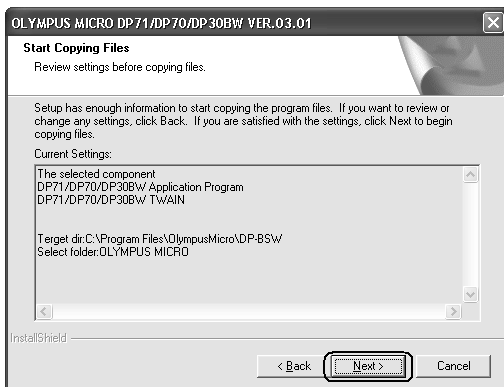 OLYMPUS MICRO DP71/DP70/DP30BW VER.03.01
Start Copying Files
Review settings before copying files.
Setup has enough information to start copying the program files. If you want to review or
change any settings, click Back. If you are satisfied with the settings, click Next to begin
copying files.
Current Settings:
The selected component
DP71/DP70/DP30BW Application Program
DP71/DP70/DP30BW TWAIN
Terget dir:C:\Program Files\OlympusMicro\DP-BSW
Select folder:OLYMPUS MICRO
InstallShield
< Back
Next >
Cancel